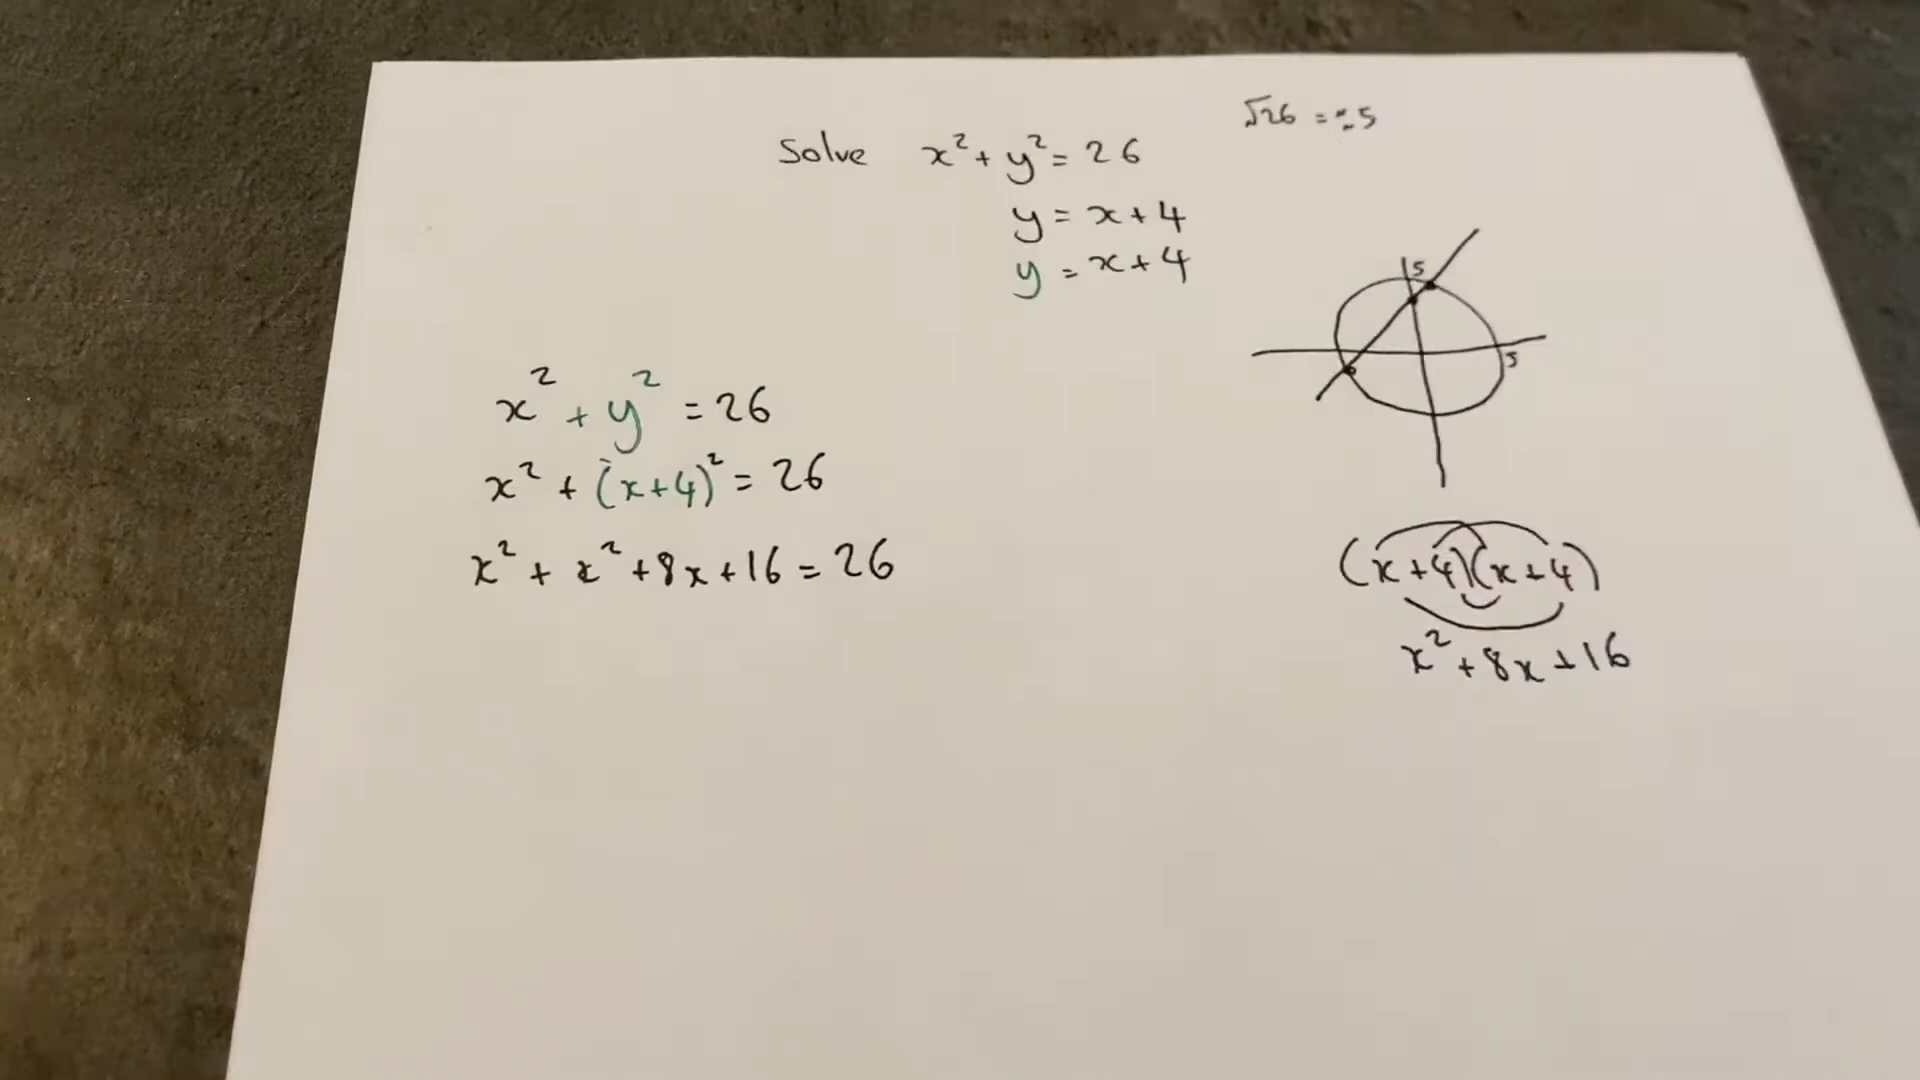 √26 = ≈5
Solve x² + y² = 26
y = x + 4
y = x + 4
5
5
x² + y² = 26
x² + (x+4)² = 26
x² + x² + 8x + 16 = 26
(x+4)(x+4)
x² + 8x + 16